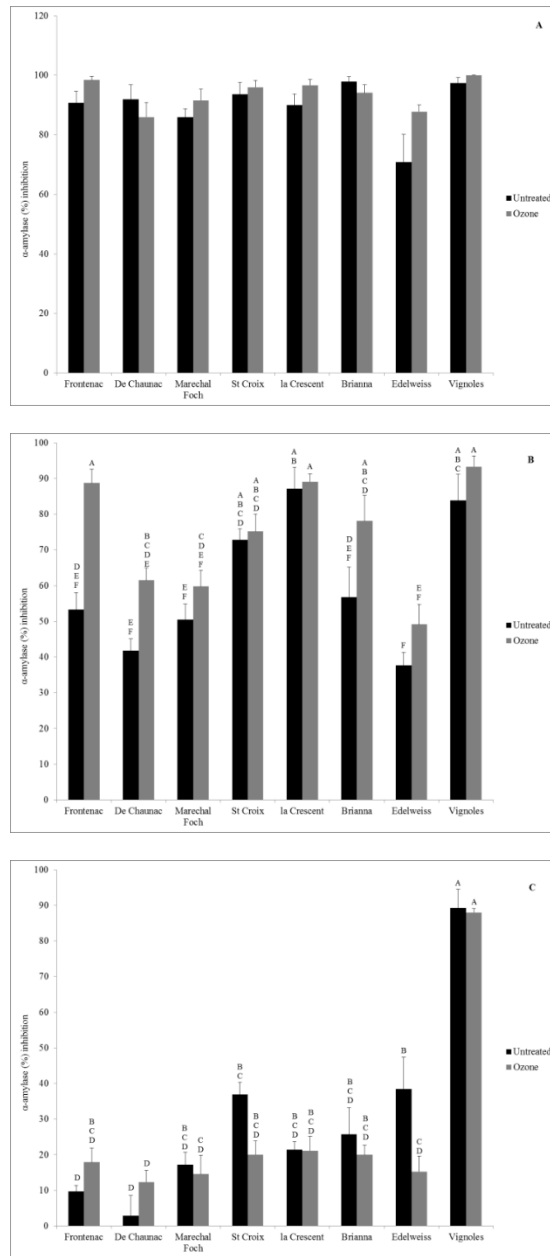 A
120
100
80
60
40
20
0
α-amylase (%) inhibition
Frontenac De Chaunac Marechal Foch St Croix la Crescent Brianna Edelweiss Vignoles
Untreated
Ozone
B
100
90
80
70
60
50
40
30
20
10
0
α-amylase (%) inhibition
D E F A
E F B C D E
E F C D E F
A B C D A B C D
A B A
D E F A B C D
F E F
A B C A
Frontenac De Chaunac Marechal Foch St Croix la Crescent Brianna Edelweiss Vignoles
Untreated
Ozone
C
100
90
80
70
60
50
40
30
20
10
0
α-amylase (%) inhibition
D B C D
D D
B C D C D
B C B C D
B C D B C D
B C D B C D
B C D
A A
Frontenac De Chaunac Marechal Foch St Croix la Crescent Brianna Edelweiss Vignoles
Untreated
Ozone